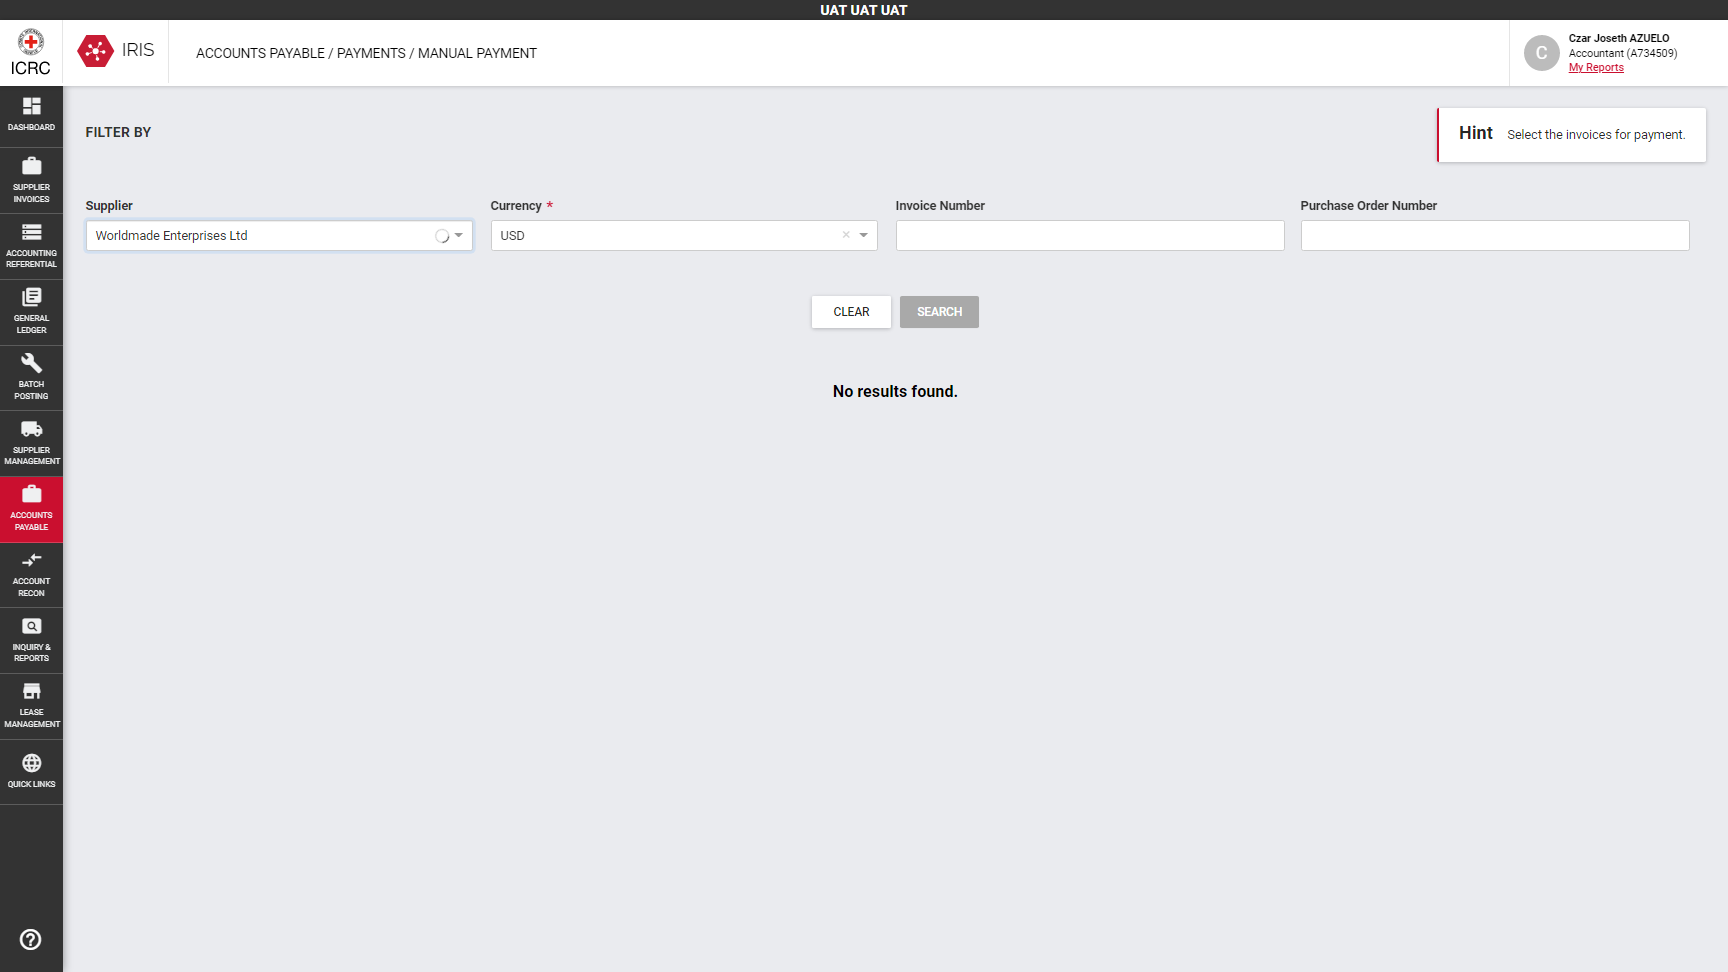 UAT UAT UAT
ICRC
IRIS
ACCOUNTS PAYABLE / PAYMENTS / MANUAL PAYMENT
C
Czar Joseth AZUELO
Accountant (A734509)
My Reports
DASHBOARD
SUPPLIER
INVOICES
ACCOUNTING
REFERENTIAL
GENERAL
LEDGER
BATCH
POSTING
SUPPLIER
MANAGEMENT
ACCOUNTS
PAYABLE
ACCOUNT
RECON
INQUIRY &
REPORTS
LEASE
MANAGEMENT
QUICK LINKS
FILTER BY
Hint Select the invoices for payment.
Supplier
Worldmade Enterprises Ltd
Currency *
USD
Invoice Number
Purchase Order Number
CLEAR
SEARCH
No results found.